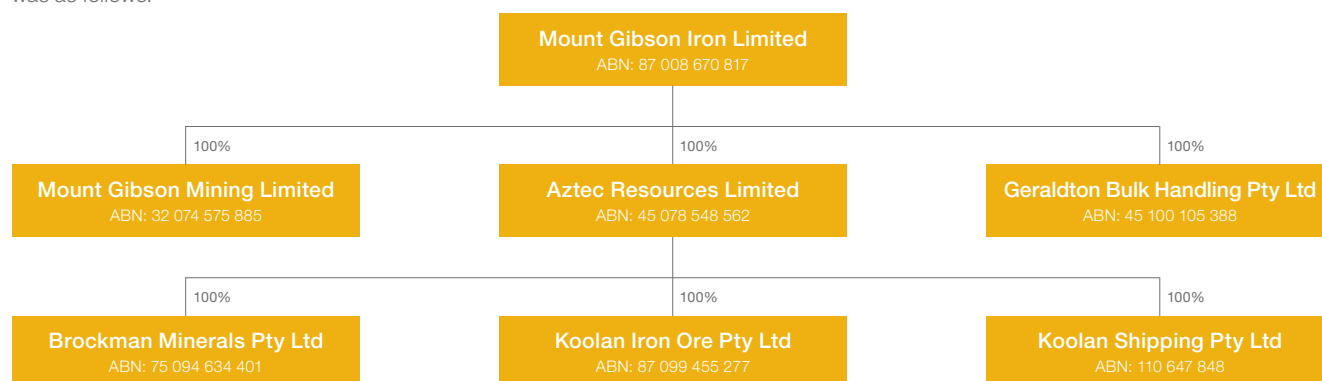 was as follows:
Mount Gibson Iron Limited
ABN: 87 008 670 817
100%
100%
100%
Mount Gibson Mining Limited
ABN: 32 074 575 885
Aztec Resources Limited
ABN: 45 078 548 562
Geraldton Bulk Handling Pty Ltd
ABN: 45 100 105 388
100%
100%
100%
Brockman Minerals Pty Ltd
ABN: 75 094 634 401
Koolan Iron Ore Pty Ltd
ABN: 87 099 455 277
Koolan Shipping Pty Ltd
ABN: 110 647 848